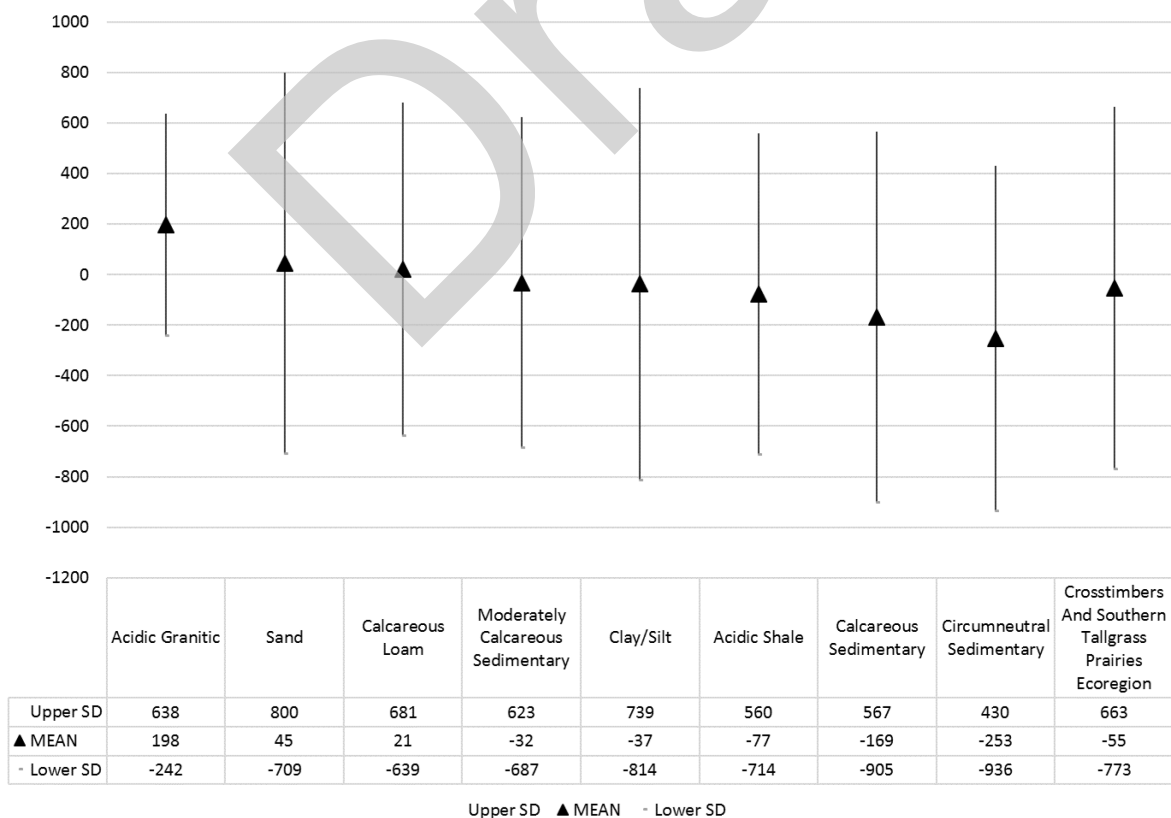 1000
800
600
400
200
0
-200
-400
-600
-800
-1000
-1200
Acidic Granitic
Sand
Calcareous
Loam
Moderately
Calcareous
Sedimentary
Clay/Silt
Acidic Shale
Calcareous
Sedimentary
Circumneutral
Sedimentary
Crosstimbers
And Southern
Tallgrass
Prairies
Ecoregion
Upper SD 638 800 681 623 739 560 567 430 663
MEAN 198 45 21 -32 -37 -77 -169 -253 -55
Lower SD -242 -709 -639 -687 -814 -714 -905 -936 -773
Upper SD MEAN Lower SD